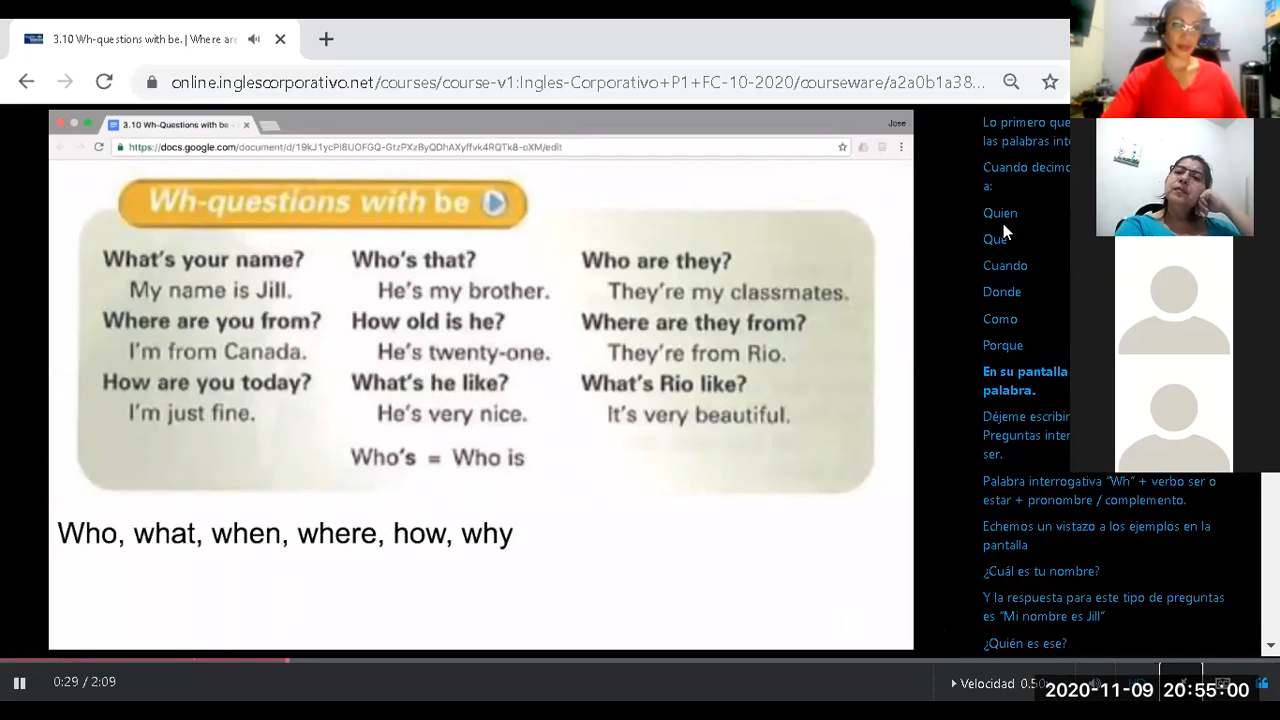 3.10 Wh-questions with be. | Where are
online.inglescorporativo.net/courses/course-v1:Ingles-Corporativo+P1+FC-10-2020/courseware/a2a0b1a38...
3.10 Wh-Questions with be -
Jose
https://docs.google.com/document/d/19kJ1ycPI8UOFGQ-GtzPXzByQDhAXyffvk4RQTk8-oXM/edit
Wh-questions with be
What's your name?
My name is Jill.
Where are you from?
I'm from Canada.
How are you today?
I'm just fine.
Who's that?
He's my brother.
How old is he?
He's twenty-one.
What's he like?
He's very nice.
Who's = Who is
Who are they?
They're my classmates.
Where are they from?
They're from Rio.
What's Rio like?
It's very beautiful.
Who, what, when, where, how, why
Lo primero que
las palabras
Cuando
a:
Quien
Que
Cuando
Donde
Como
Porque
En su pantalla
palabra.
Déjeme escribir
Preguntas
ser.
Palabra interrogativa “Wh” + verbo ser o
estar + pronombre / complemento.
Echemos un vistazo a los ejemplos en la
pantalla
¿Cuál es tu nombre?
Y la respuesta para este tipo de preguntas
es “Mi nombre es Jill”
¿Quién es ese?
0:29 / 2:09
Velocidad 0.50x
2020-11-09 20:55:00